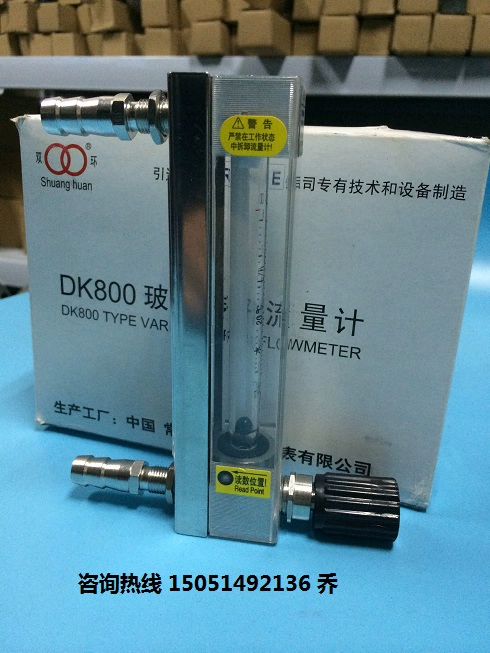 警告
严禁在工作状态
中拆卸流量计!
双 环 ®
Shuang huan
引 司专有技术和设备制造
DK800 玻 流量计
DK800 TYPE VAR FLOWMETER
生产工厂：中国 表有限公司
读数位置!
Read Point
咨询热线 15051492136 乔